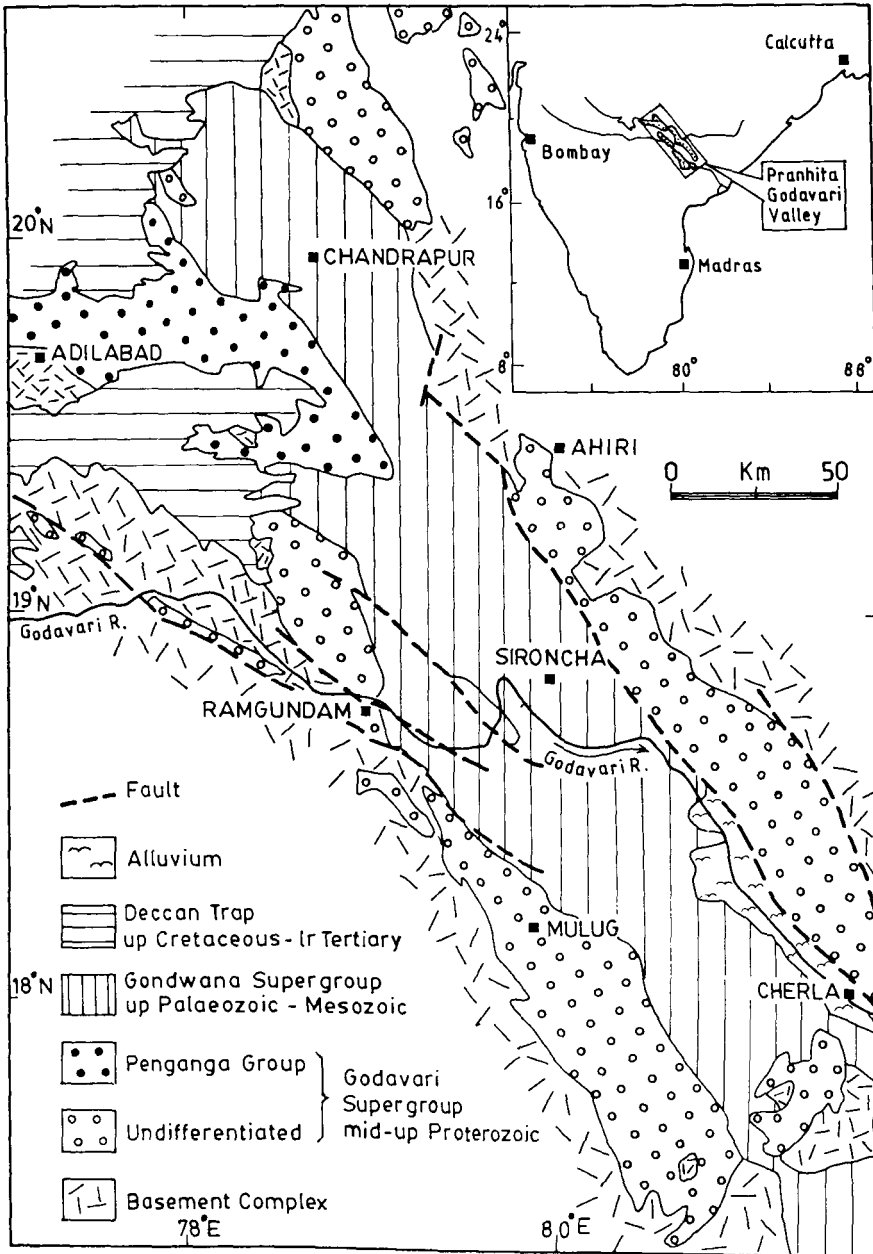 24°
Calcutta
Bombay
Pranhita
Godavari
Valley
16°
Madras
8°
80°
88°
20°N
CHANDRAPUR
ADILABAD
AHIRI
0 Km 50
19°N
Godavari R.
SIRONCHA
RAMGUNDAM
Godavari R.
Fault
Alluvium
Deccan Trap
up Cretaceous - lr Tertiary
MULUG
Gondwana Supergroup
up Palaeozoic - Mesozoic
18°N
CHERLA
Penganga Group
Undifferentiated
Godavari
Supergroup
mid-up Proterozoic
Basement Complex
78°E
80°E